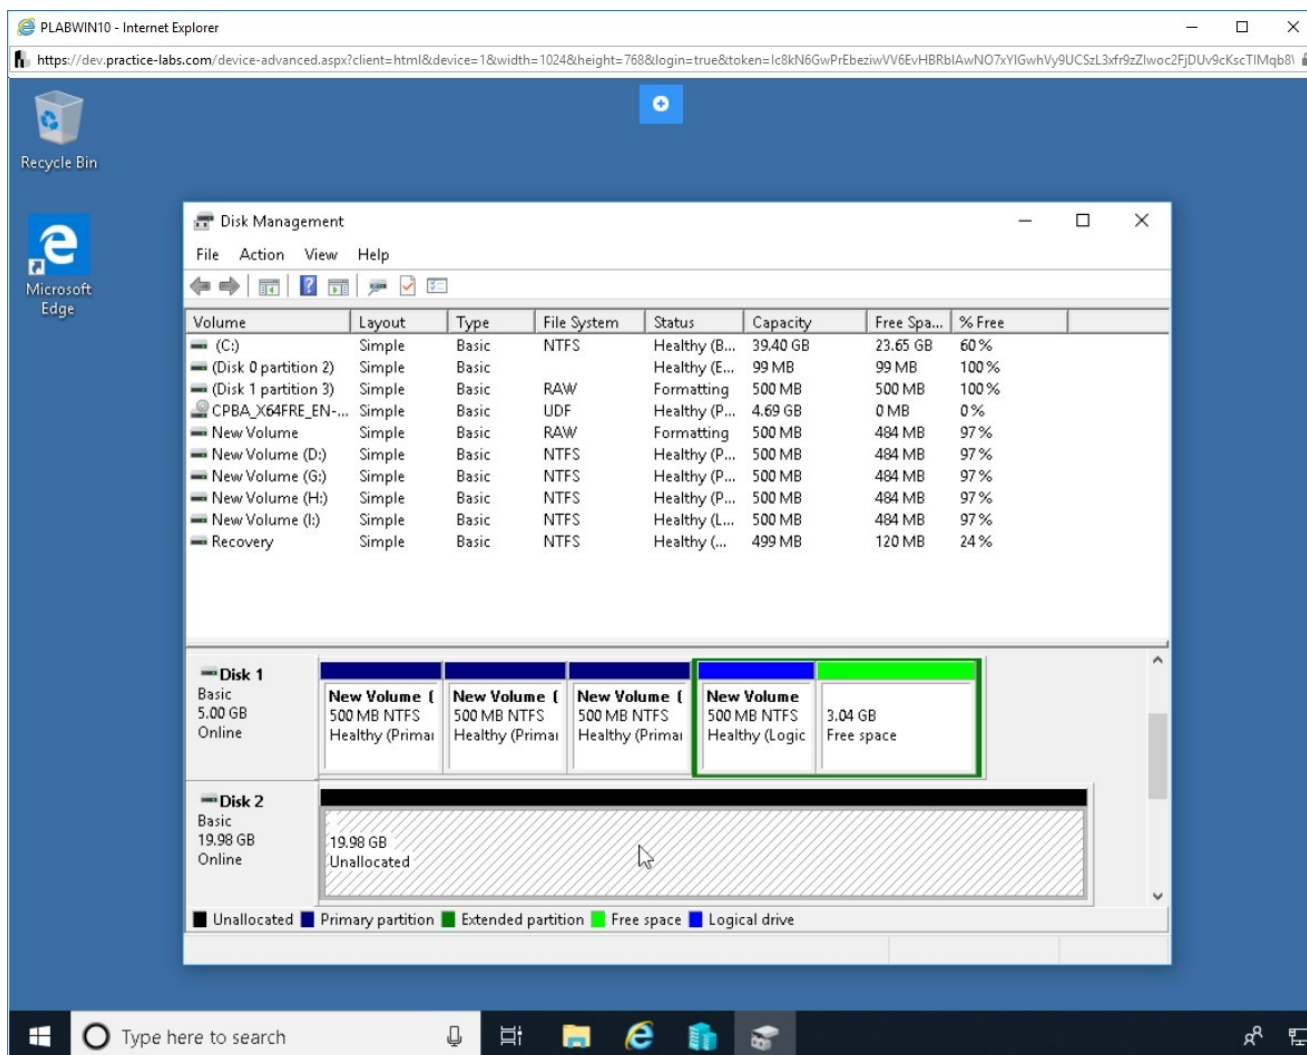 PLABWIN10 - Internet Explorer
https://dev.practice-labs.com/device-advanced.aspx?client=html&device=1&width=1024&height=768&login=true&token=
Recycle Bin
Microsoft
Edge
Disk Management
File Action View Help
Volume Layout Type File System Status Capacity Free Spa... % Free
(C:) Simple Basic NTFS Healthy (B... 39.40 GB 23.65 GB 60 %
(Disk 0 partition 2) Simple Basic Healthy (E... 99 MB 99 MB 100 %
(Disk 1 partition 3) Simple Basic RAW Formatting 500 MB 500 MB 100 %
CPBA_X64FRE_EN-... Simple Basic UDF Healthy (P... 4.69 GB 0 MB 0 %
New Volume Simple Basic RAW Formatting 500 MB 484 MB 97 %
New Volume (D:) Simple Basic NTFS Healthy (P... 500 MB 484 MB 97 %
New Volume (G:) Simple Basic NTFS Healthy (P... 500 MB 484 MB 97 %
New Volume (H:) Simple Basic NTFS Healthy (P... 500 MB 484 MB 97 %
New Volume (I:) Simple Basic NTFS Healthy (L... 500 MB 484 MB 97 %
Recovery Simple Basic NTFS Healthy (... 499 MB 120 MB 24 %
Disk 1
Basic
5.00 GB
Online
New Volume (
500 MB NTFS
Healthy (Primar
New Volume (
500 MB NTFS
Healthy (Primar
New Volume (
500 MB NTFS
Healthy (Primar
New Volume
500 MB NTFS
Healthy (Logic
3.04 GB
Free space
Disk 2
Basic
19.98 GB
Online
19.98 GB
Unallocated
Unallocated Primary partition Extended partition Free space Logical drive
Type here to search